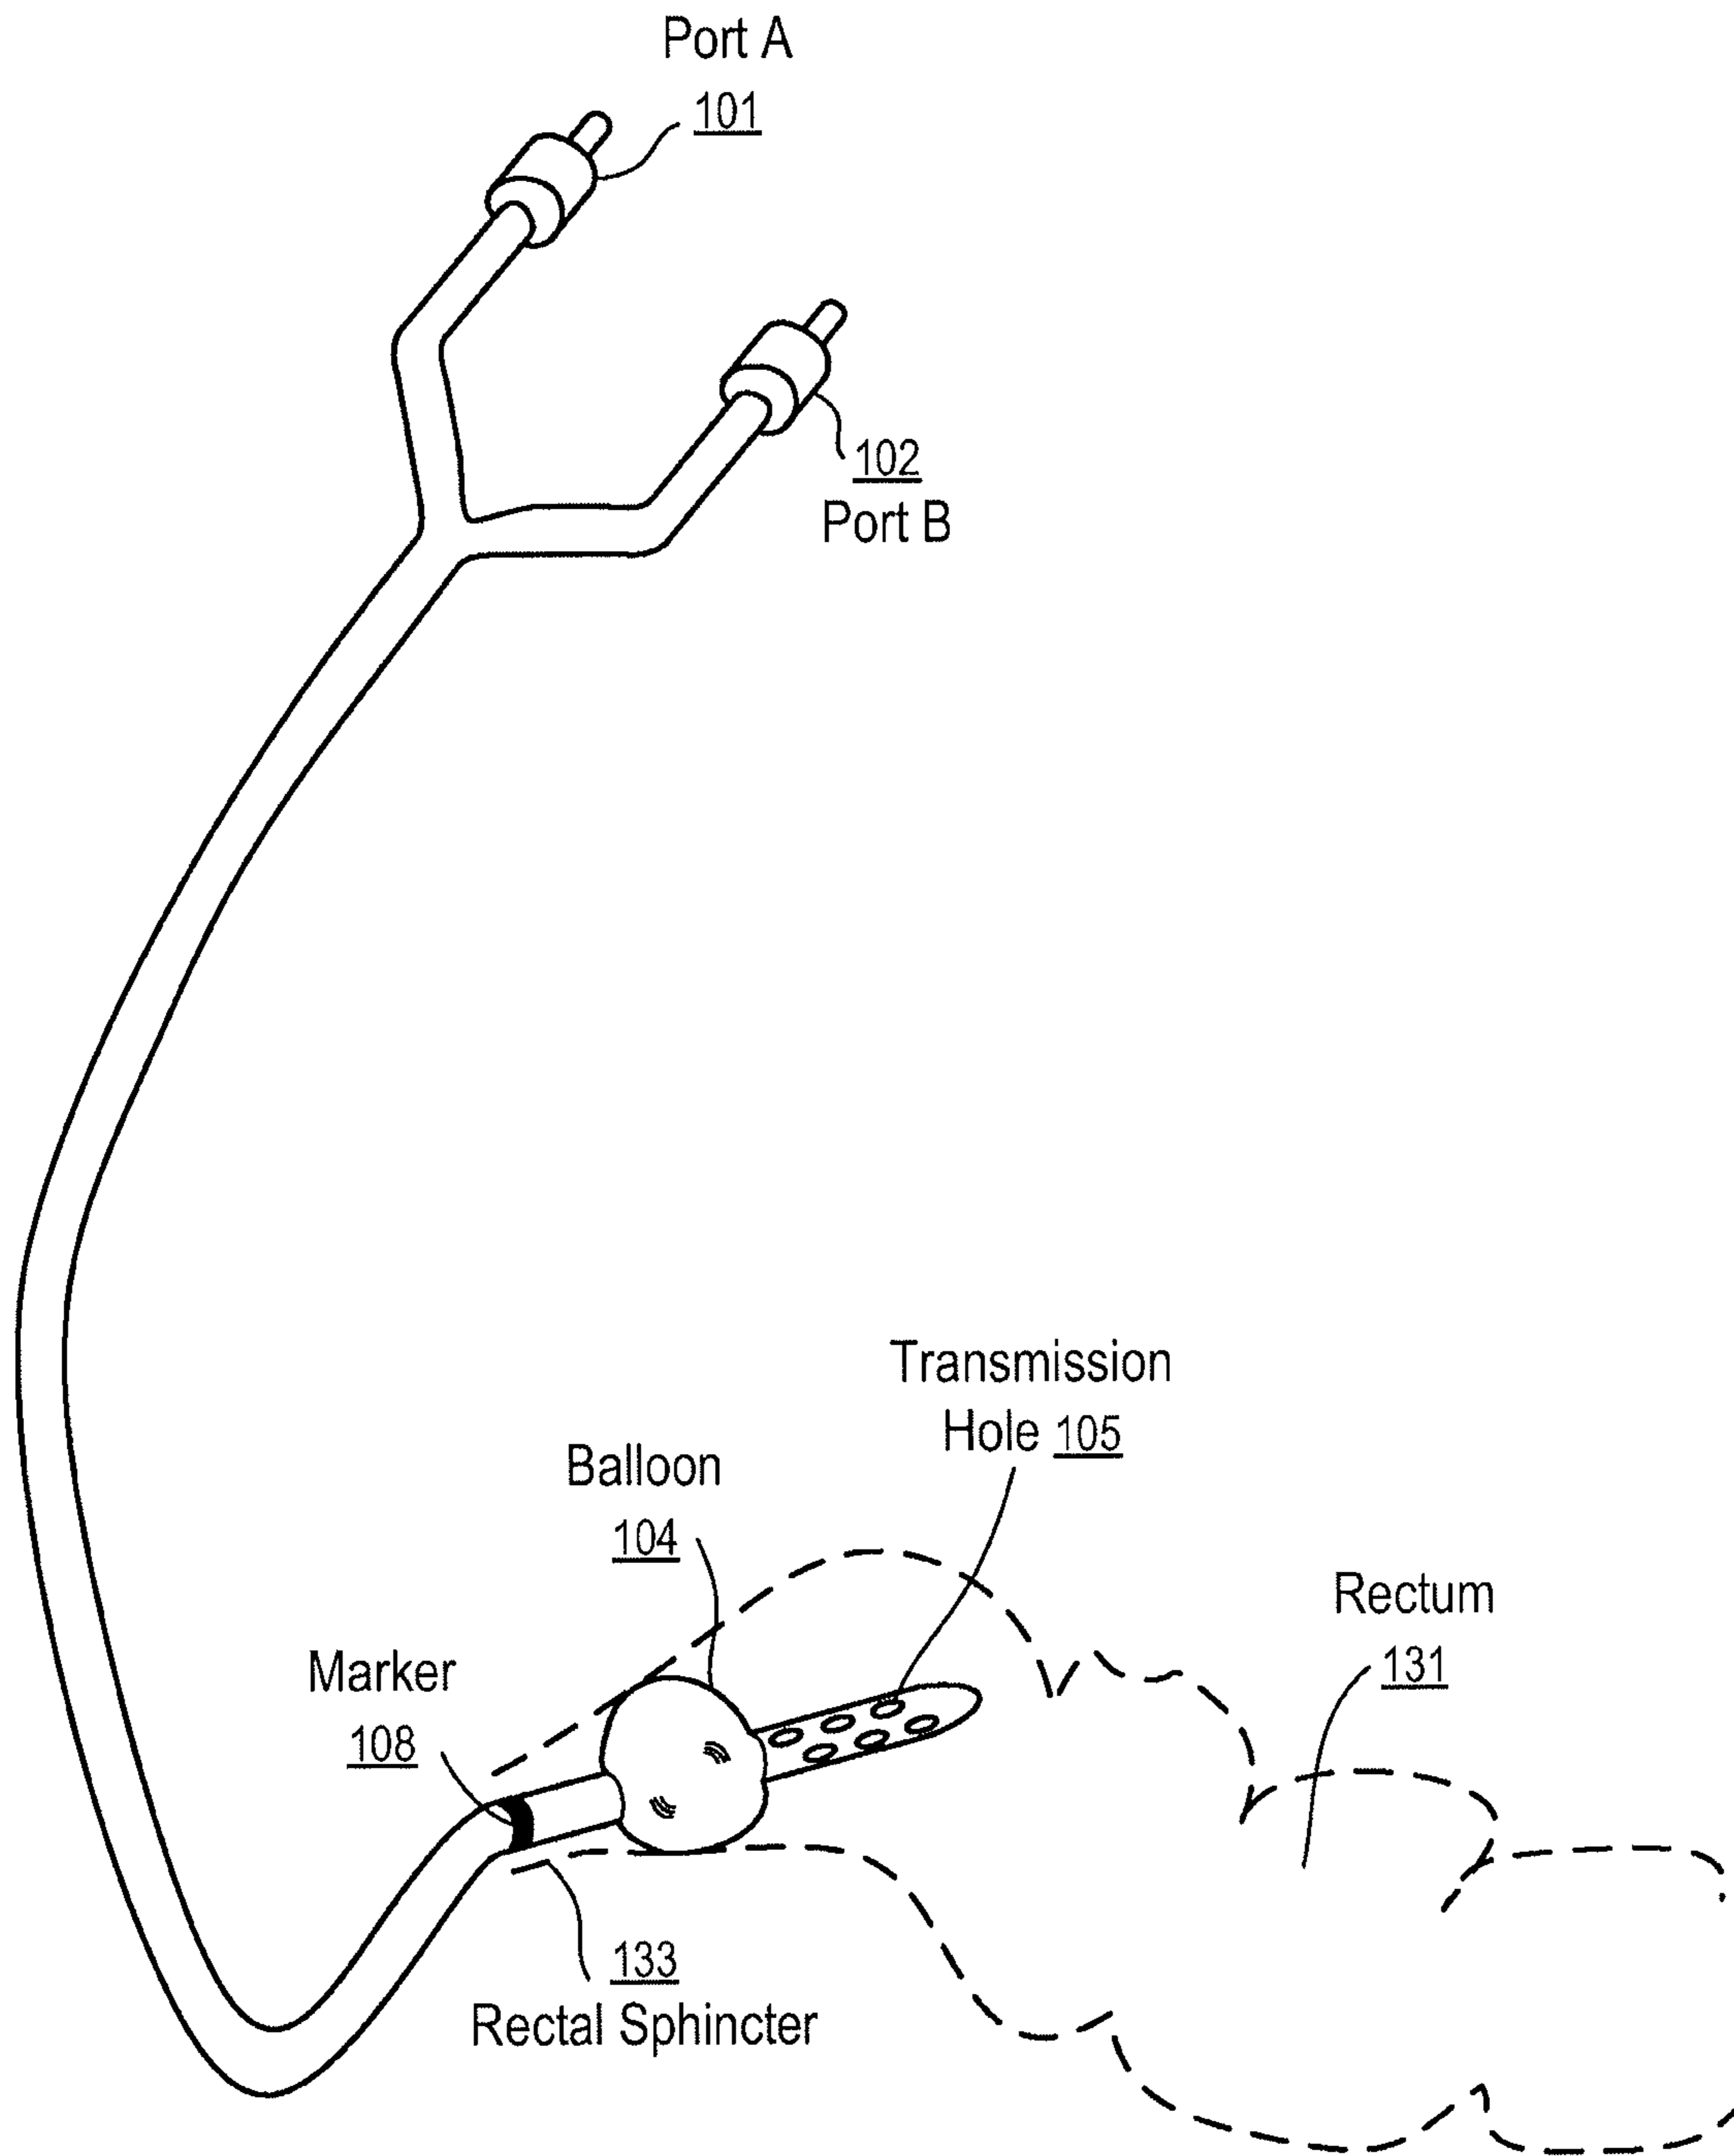 Port A
101
102
Port B
Transmission
Hole 105
Balloon
104
Rectum
131
Marker
108
133
Rectal Sphincter